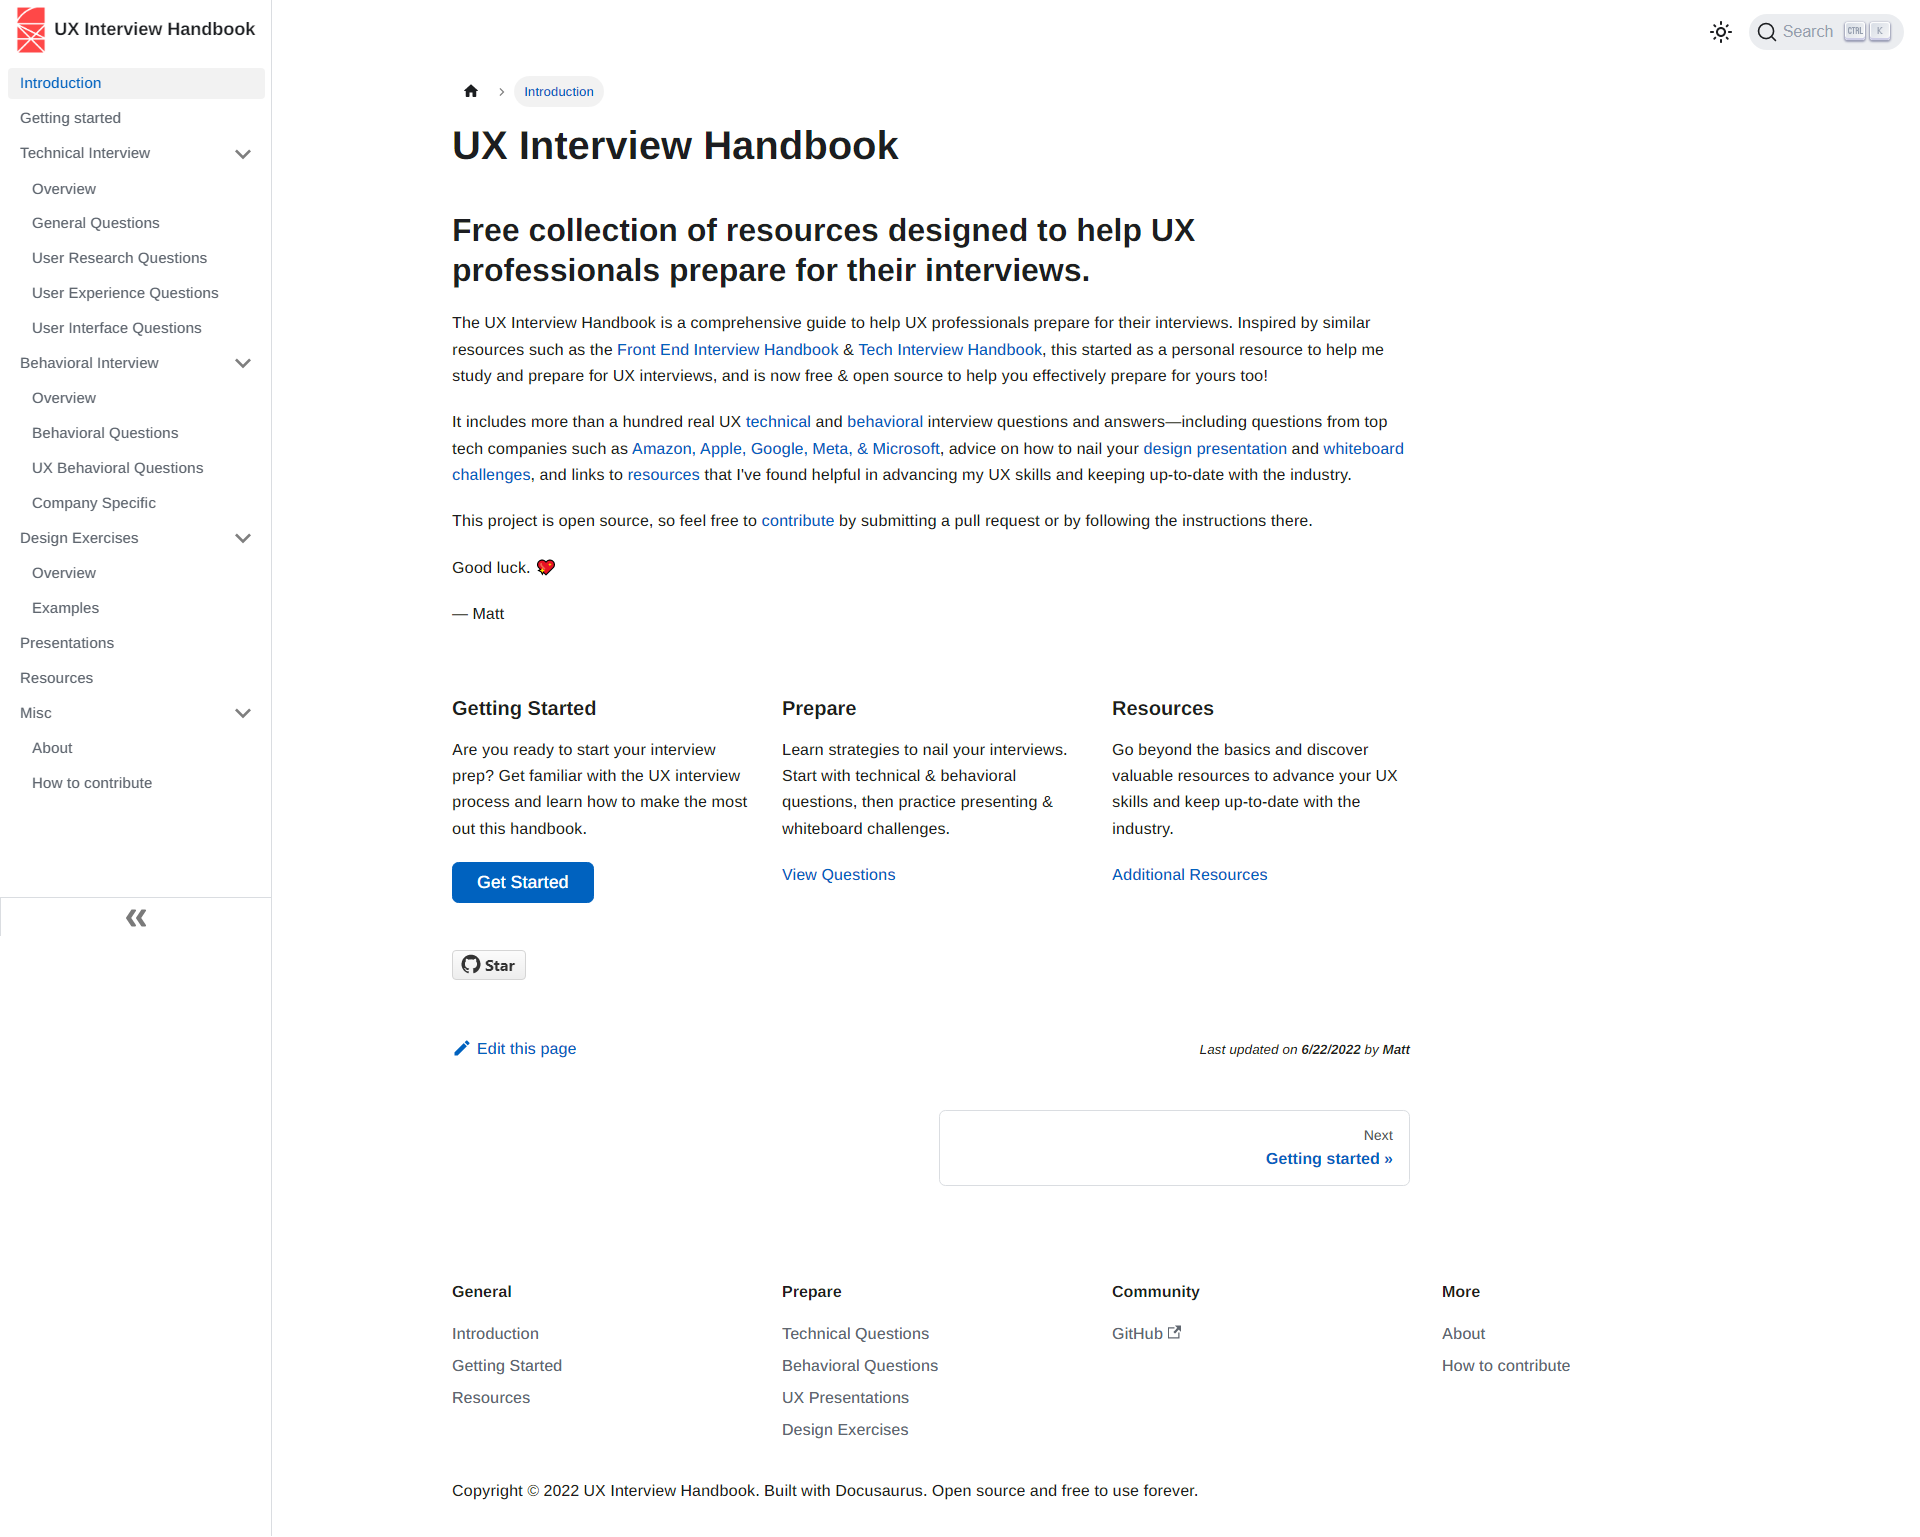 UX Interview Handbook
Search CTRL K
Introduction
Getting started
Technical Interview
Overview
General Questions
User Research Questions
User Experience Questions
User Interface Questions
Behavioral Interview
Overview
Behavioral Questions
UX Behavioral Questions
Company Specific
Design Exercises
Overview
Examples
Presentations
Resources
Misc
About
How to contribute
Introduction
UX Interview Handbook
Free collection of resources designed to help UX
professionals prepare for their interviews.
The UX Interview Handbook is a comprehensive guide to help UX professionals prepare for their interviews. Inspired by similar
resources such as the Front End Interview Handbook & Tech Interview Handbook, this started as a personal resource to help me
study and prepare for UX interviews, and is now free & open source to help you effectively prepare for yours too!
It includes more than a hundred real UX technical and behavioral interview questions and answers—including questions from top
tech companies such as Amazon, Apple, Google, Meta, & Microsoft, advice on how to nail your design presentation and whiteboard
challenges, and links to resources that I've found helpful in advancing my UX skills and keeping up-to-date with the industry.
This project is open source, so feel free to contribute by submitting a pull request or by following the instructions there.
Good luck. 💘
— Matt
Getting Started
Are you ready to start your interview
prep? Get familiar with the UX interview
process and learn how to make the most
out this handbook.
Get Started
Prepare
Learn strategies to nail your interviews.
Start with technical & behavioral
questions, then practice presenting &
whiteboard challenges.
View Questions
Resources
Go beyond the basics and discover
valuable resources to advance your UX
skills and keep up-to-date with the
industry.
Additional Resources
Star
Edit this page
Last updated on 6/22/2022 by Matt
Next
Getting started »
General
Introduction
Getting Started
Resources
Prepare
Technical Questions
Behavioral Questions
UX Presentations
Design Exercises
Community
GitHub
More
About
How to contribute
Copyright © 2022 UX Interview Handbook. Built with Docusaurus. Open source and free to use forever.